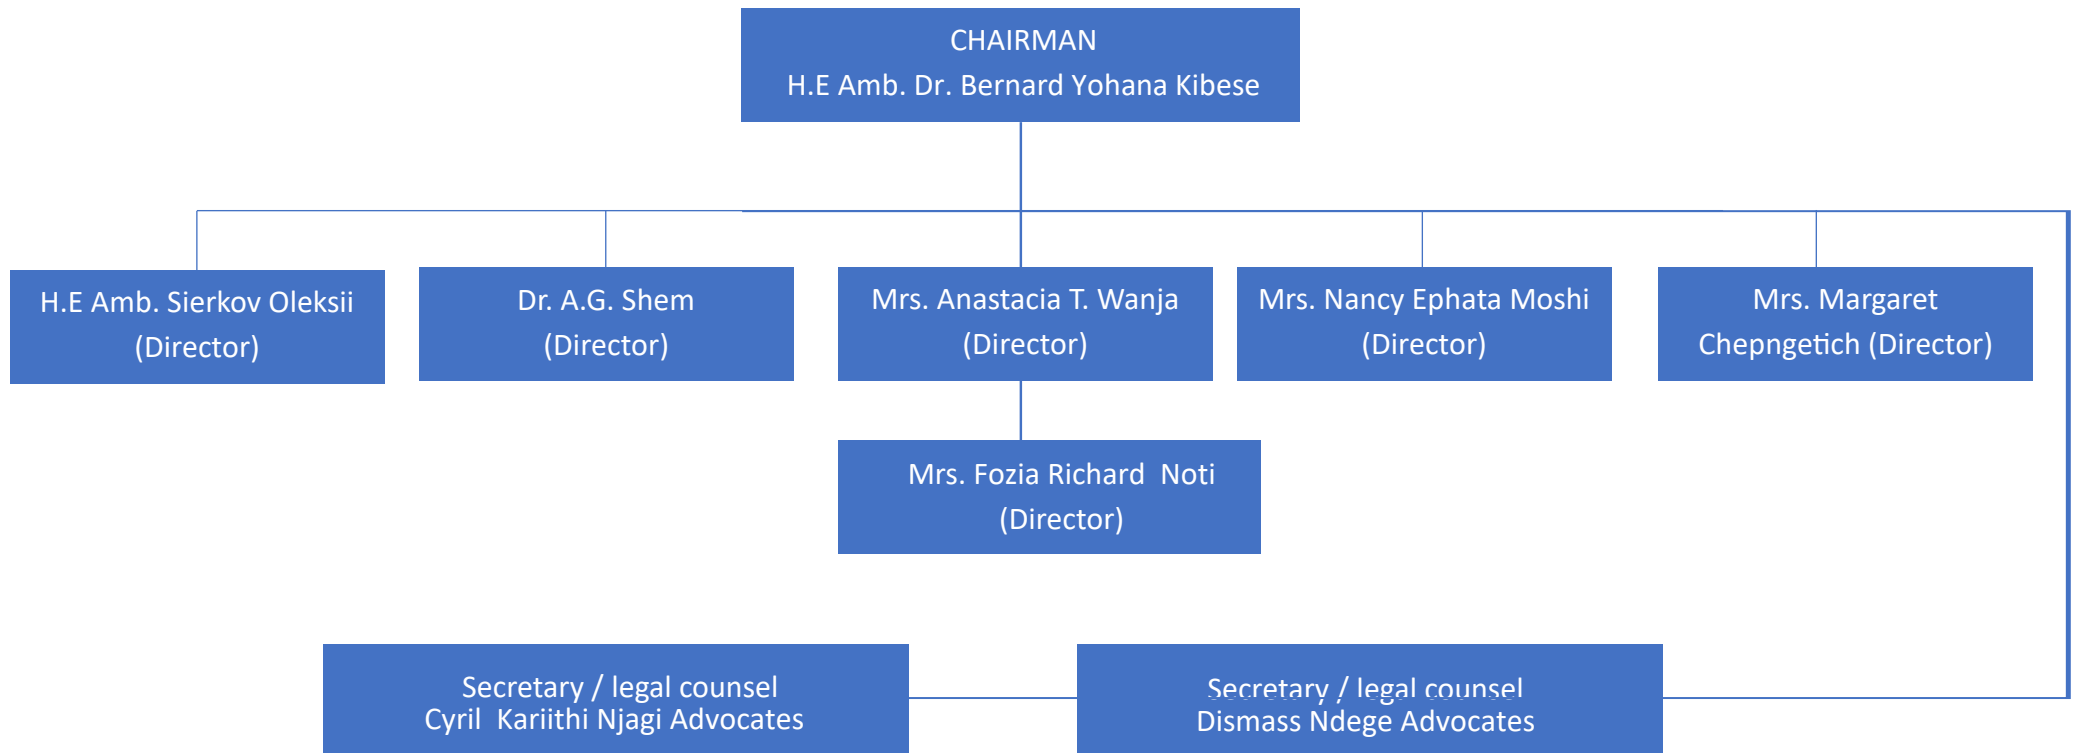 CHAIRMAN
H.E Amb. Dr. Bernard Yohana Kibese
H.E Amb. Sierkov Oleksii
(Director)
Dr. A.G. Shem
(Director)
Mrs. Anastacia T. Wanja
(Director)
Mrs. Nancy Ephata Moshi
(Director)
Mrs. Margaret
Chepngetich (Director)
Mrs. Fozia Richard  Noti
(Director)
Secretary / legal counsel
Cyril  Kariithi Njagi Advocates
Secretary / legal counsel
Dismass Ndege Advocates